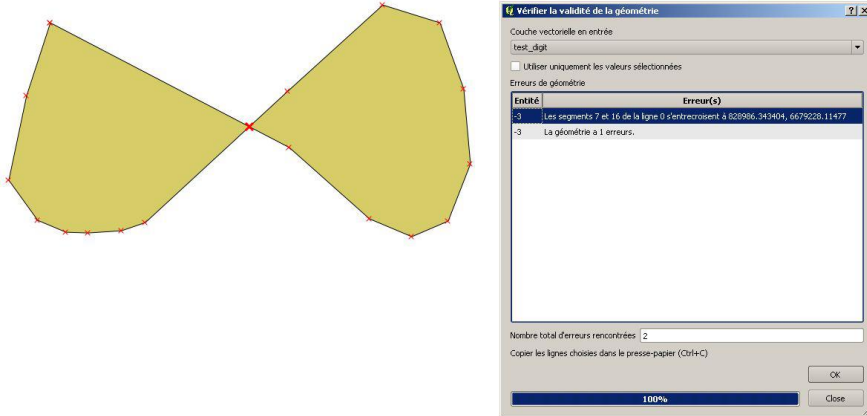 Vérifier la validité de la géométrie
Couche vectorielle en entrée
test_digit
Utiliser uniquement les valeurs sélectionnées
Erreurs de géométrie
Entité Erreur(s)
-3 Les segments 7 et 16 de la ligne 0 s'entrecroisent à 828986.343404, 6679228.11477
-3 La géométrie a 1 erreurs.
Nombre total d'erreurs rencontrées 2
Copier les lignes choisies dans le presse-papier (Ctrl+C)
OK
100% Close